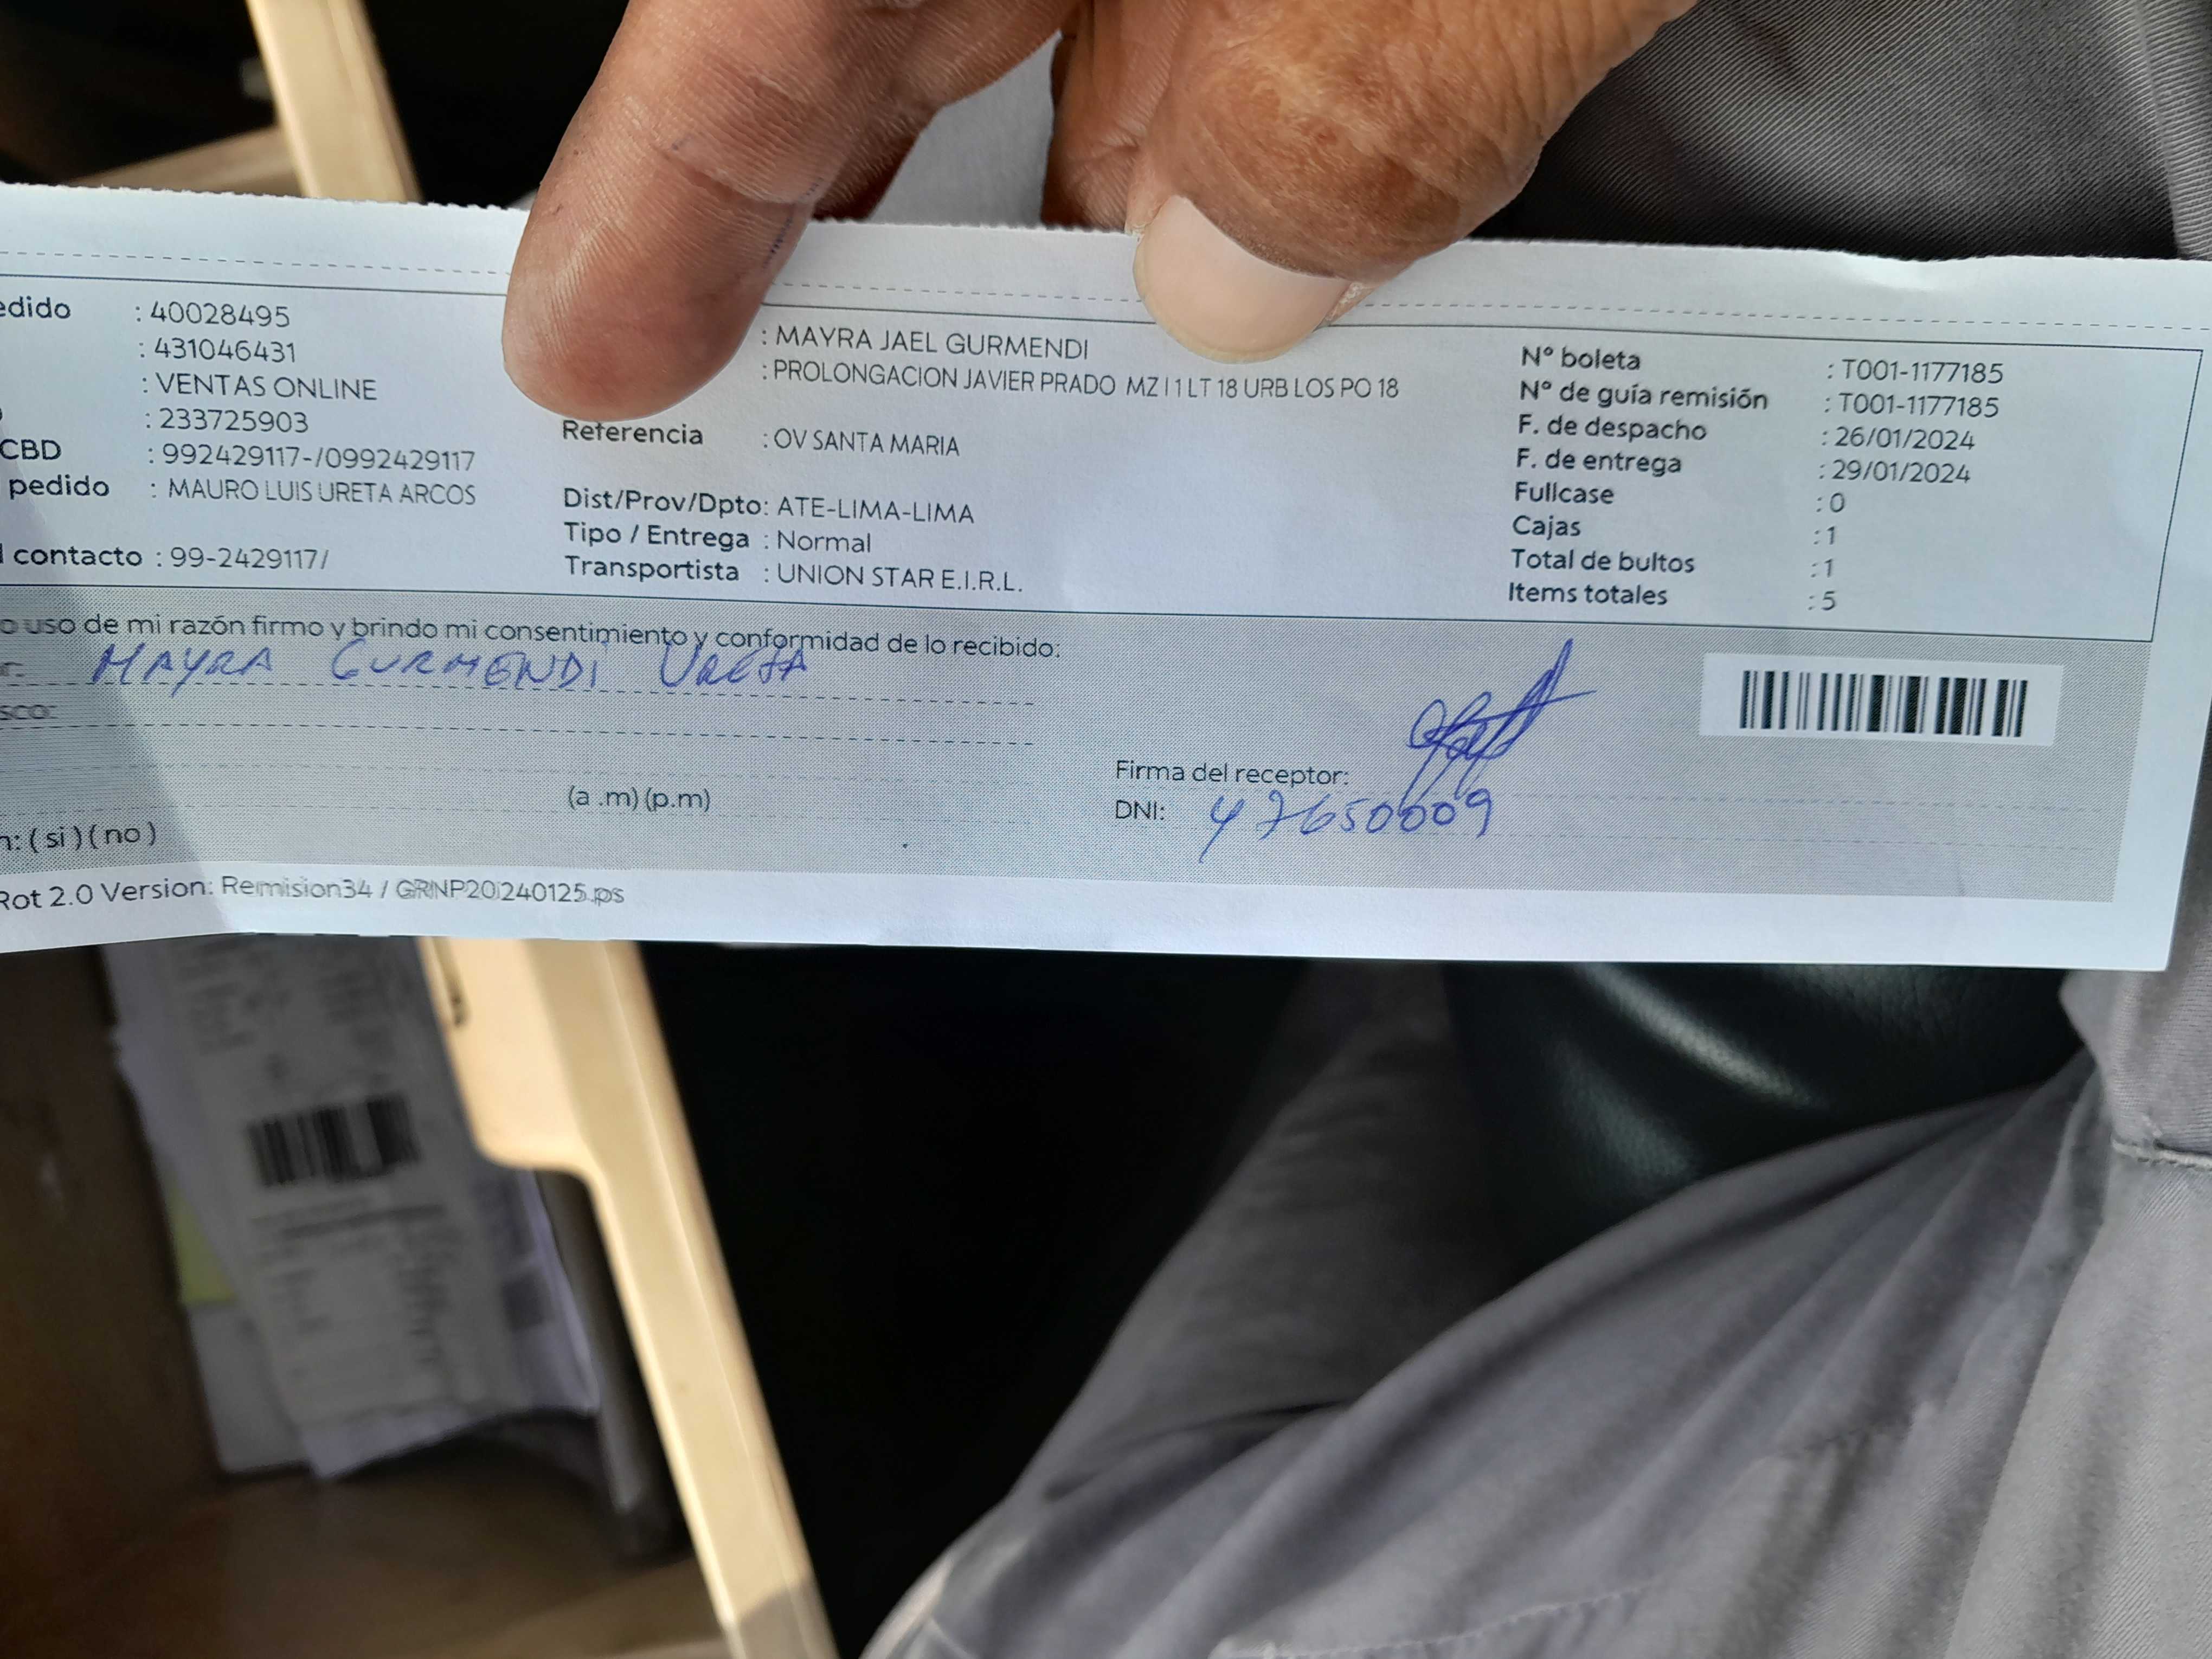 edido : 40028495
: 431046431
: VENTAS ONLINE
: 233725903
CBD : 992429117-/0992429117
pedido : MAURO LUIS URETA ARCOS
contacto : 99-2429117/
: MAYRA JAEL GURMENDI
: PROLONGACION JAVIER PRADO MZ I 1 LT 18 URB LOS PO 18
Referencia : OV SANTA MARIA
Dist/Prov/Dpto: ATE-LIMA-LIMA
Tipo / Entrega : Normal
Transportista : UNION STAR E.I.R.L.
N° boleta : T001-1177185
N° de guía remisión : T001-1177185
F. de despacho : 26/01/2024
F. de entrega : 29/01/2024
Fullcase : 0
Cajas : 1
Total de bultos : 1
Items totales : 5
o uso de mi razón firmo y brindo mi consentimiento y conformidad de lo recibido:
r: MAYRA GURMENDI URETA
sco:
(a .m) (p.m)
n: ( si ) ( no )
Firma del receptor:
DNI: 47650009
Rot 2.0 Version: Remision34 / GRNP20240125.ps